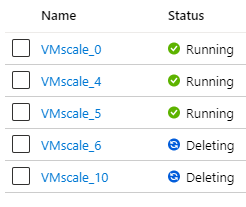 Name Status
VMscale_0 Running
VMscale_4 Running
VMscale_5 Running
VMscale_6 Deleting
VMscale_10 Deleting